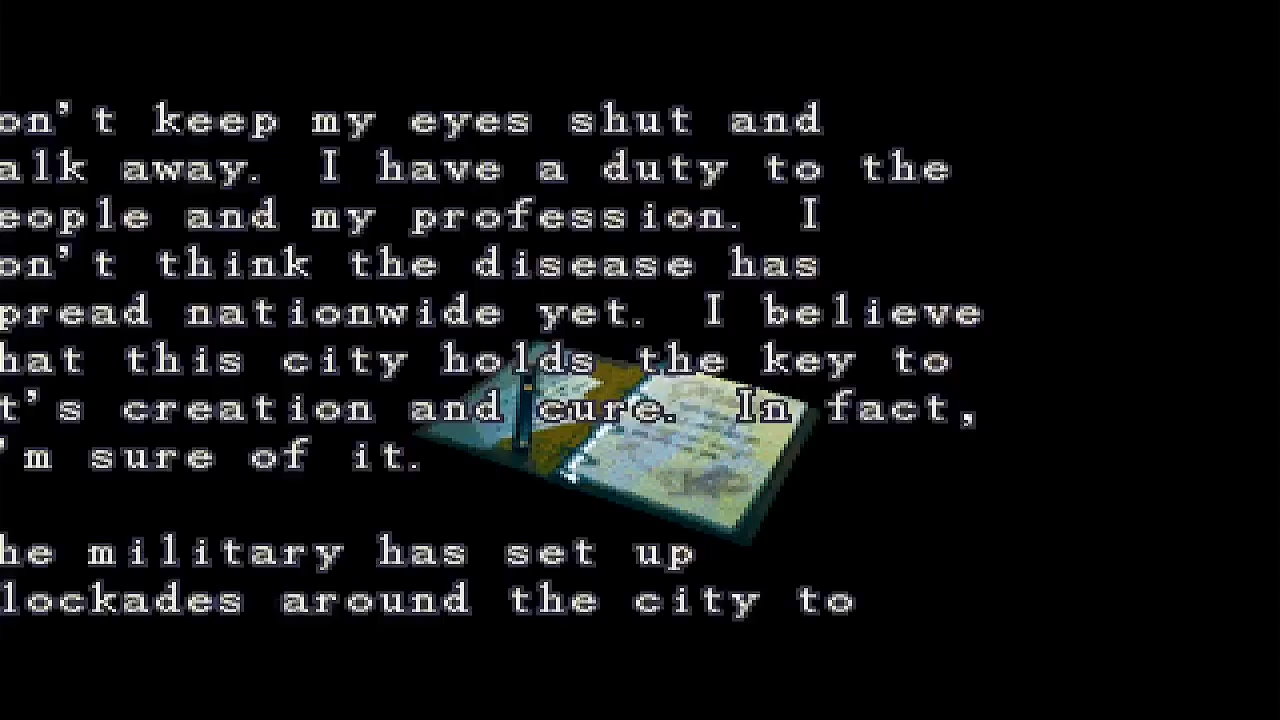 on't keep my eyes shut and
alk away. I have a duty to the
eople and my profession. I
on't think the disease has
pread nationwide yet. I believe
hat this city holds the key to
t's creation and cure. In fact,
'm sure of it.
he military has set up
lockades around the city to